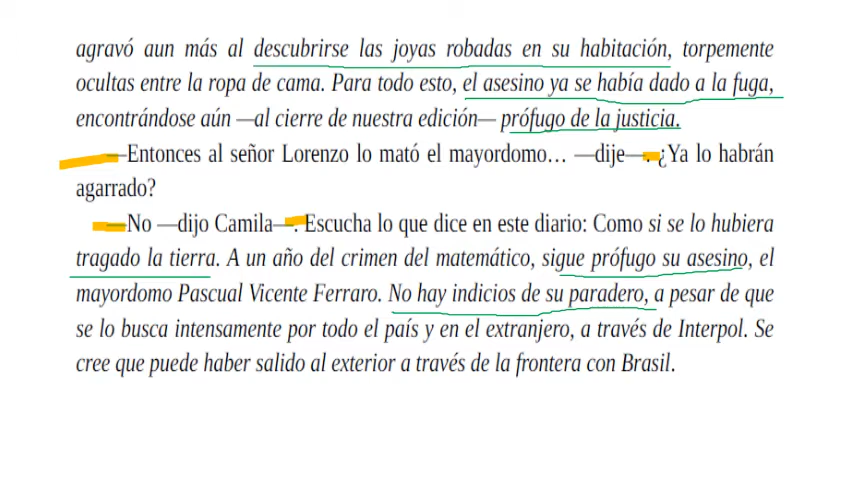 agravó aun más al descubrirse las joyas robadas en su habitación, torpemente
ocultas entre la ropa de cama. Para todo esto, el asesino ya se había dado a la fuga,
encontrándose aún —al cierre de nuestra edición— prófugo de la justicia.
—Entonces al señor Lorenzo lo mató el mayordomo… —dije—. ¿Ya lo habrán
agarrado?
—No —dijo Camila—. Escucha lo que dice en este diario: Como si se lo hubiera
tragado la tierra. A un año del crimen del matemático, sigue prófugo su asesino, el
mayordomo Pascual Vicente Ferraro. No hay indicios de su paradero, a pesar de que
se lo busca intensamente por todo el país y en el extranjero, a través de Interpol. Se
cree que puede haber salido al exterior a través de la frontera con Brasil.